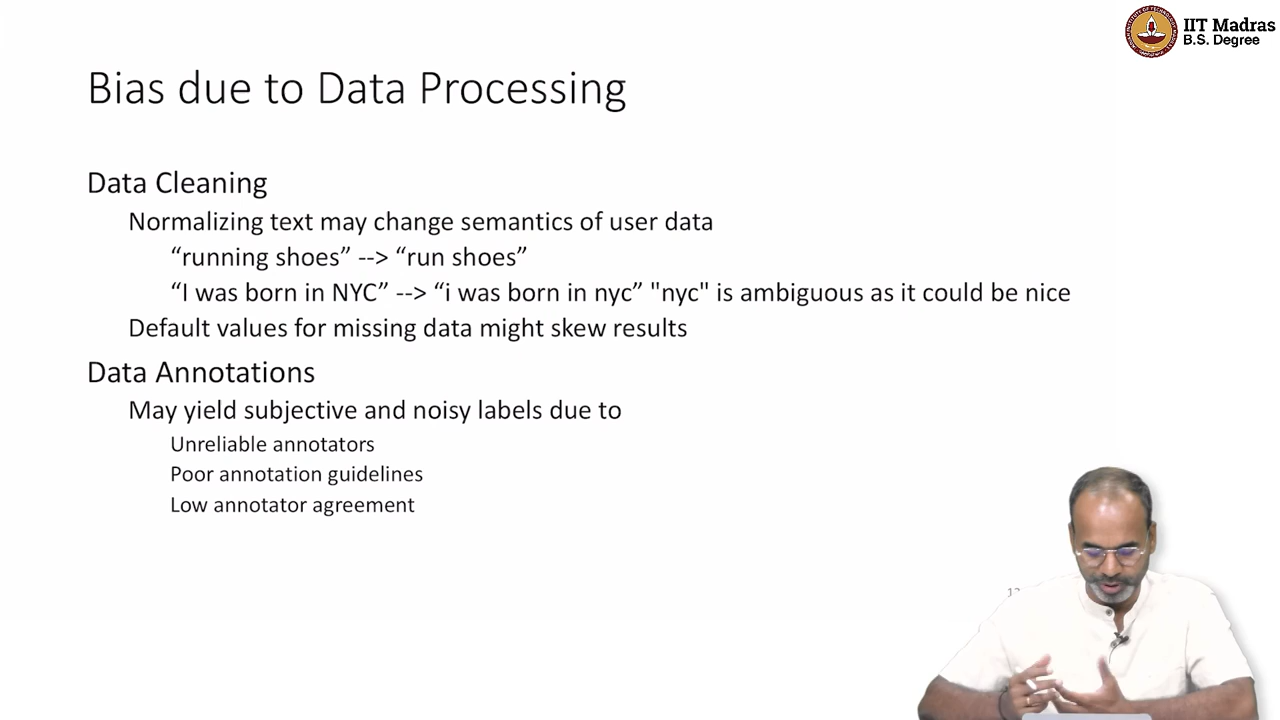 IIT Madras
B.S. Degree
Bias due to Data Processing
Data Cleaning
Normalizing text may change semantics of user data
“running shoes” --> “run shoes”
“I was born in NYC” --> “i was born in nyc” "nyc" is ambiguous as it could be nice
Default values for missing data might skew results
Data Annotations
May yield subjective and noisy labels due to
Unreliable annotators
Poor annotation guidelines
Low annotator agreement